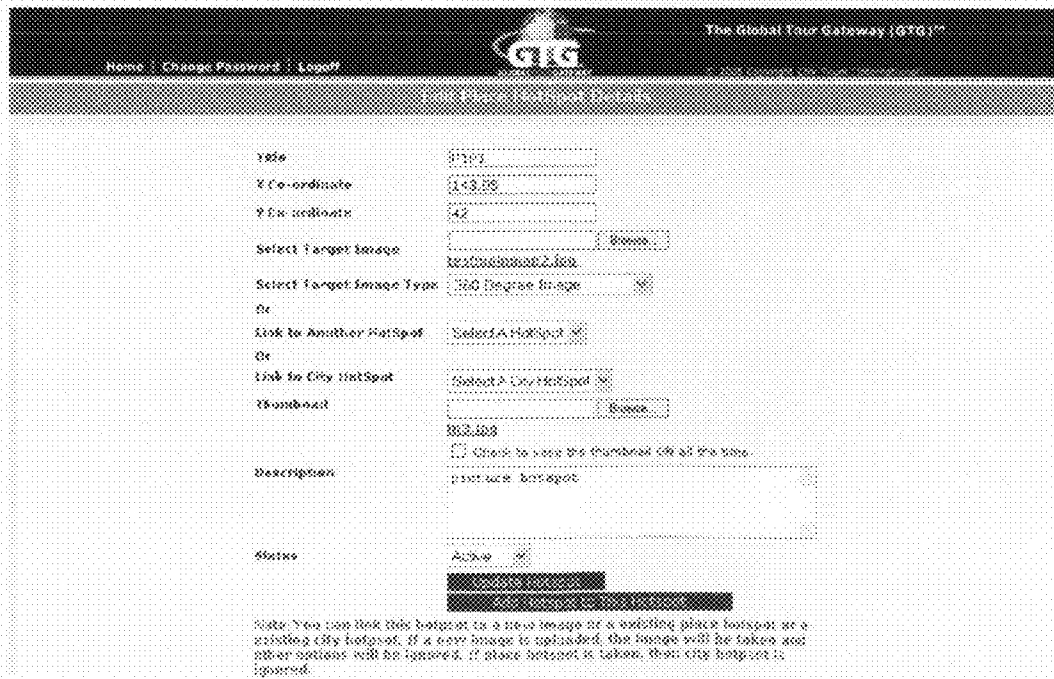 The Global Tour Gateway (GTG)™
GTG
Home | Change Password | Logoff
Title
X Co-ordinate 143.05
Y Co-ordinate 42
Select Target Image Browse...
Select Target Image Type 360 Degree Image
Or
Link to Another HotSpot Select A HotSpot
Or
Link to City HotSpot Select A City HotSpot
Thumbnail Browse...
Check to keep the thumbnail ON all the time
Description picture hotspot
Status Active
Note: You can link this hotspot to a new image or a existing place hotspot or a
existing city hotspot. If a new image is uploaded, the image will be taken and
other options will be ignored. If place hotspot is taken, then city hotspot is
ignored.